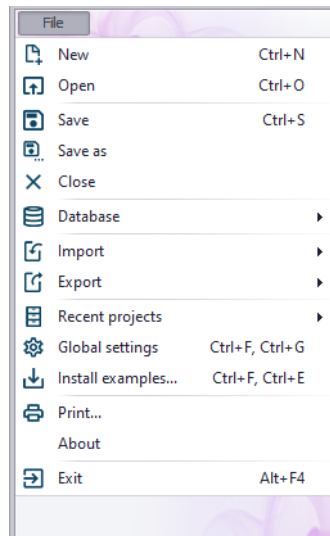 File
New Ctrl+N
Open Ctrl+O
Save Ctrl+S
Save as
Close
Database
Import
Export
Recent projects
Global settings Ctrl+F, Ctrl+G
Install examples... Ctrl+F, Ctrl+E
Print...
About
Exit Alt+F4